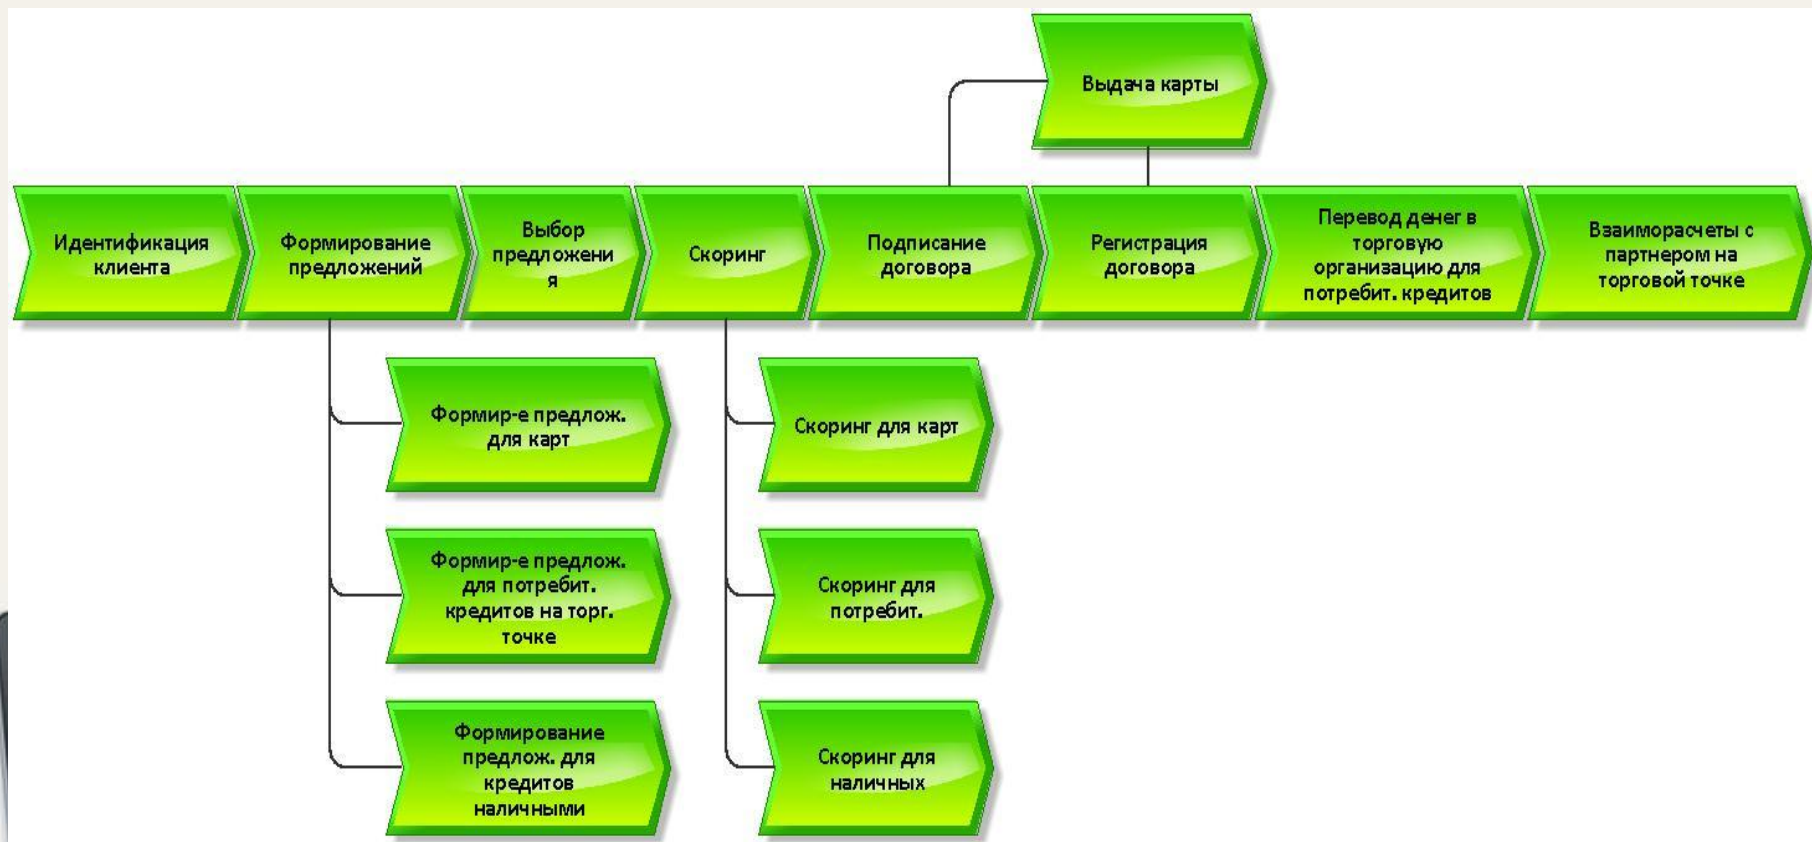 Выдача карты
Идентификация
клиента
Формирование
предложений
Выбор
предложени
я
Скоринг
Подписание
договора
Регистрация
договора
Перевод денег в
торговую
организацию для
потребит. кредитов
Взаиморасчеты с
партнером на
торговой точке
Формир-е предлож.
для карт
Скоринг для карт
Формир-е предлож.
для потребит.
кредитов на торг.
точке
Скоринг для
потребит.
Формирование
предлож. для
кредитов
наличными
Скоринг для
наличных